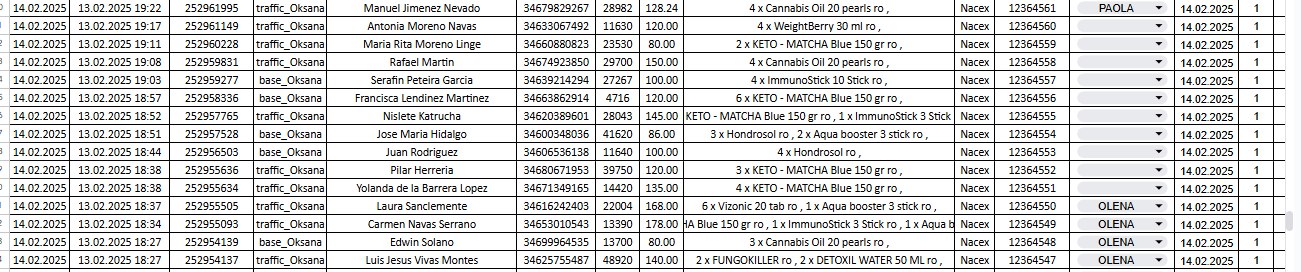 14.02.2025 13.02.2025 19:22 252961995 traffic_Oksana Manuel Jimenez Nevado 34679829267 28982 128.24 4 x Cannabis Oil 20 pearls ro , Nacex 12364561 PAOLA 14.02.2025 1
14.02.2025 13.02.2025 19:17 252961149 traffic_Oksana Antonia Moreno Navas 34633067492 11630 120.00 4 x WeightBerry 30 ml ro , Nacex 12364560 14.02.2025 1
14.02.2025 13.02.2025 19:11 252960228 traffic_Oksana Maria Rita Moreno Linge 34660880823 23530 80.00 2 x KETO - MATCHA Blue 150 gr ro , Nacex 12364559 14.02.2025 1
14.02.2025 13.02.2025 19:08 252959831 traffic_Oksana Rafael Martin 34674923850 29700 150.00 4 x Cannabis Oil 20 pearls ro , Nacex 12364558 14.02.2025 1
14.02.2025 13.02.2025 19:03 252959277 base_Oksana Serafin Peteira Garcia 34639214294 27267 100.00 4 x ImmunoStick 10 Stick ro , Nacex 12364557 14.02.2025 1
14.02.2025 13.02.2025 18:57 252958336 base_Oksana Francisca Lendinez Martinez 34663862914 4716 120.00 6 x KETO - MATCHA Blue 150 gr ro , Nacex 12364556 14.02.2025 1
14.02.2025 13.02.2025 18:52 252957765 traffic_Oksana Nislete Katrucha 34620389601 28043 145.00 KETO - MATCHA Blue 150 gr ro , 1 x ImmunoStick 3 Stick Nacex 12364555 14.02.2025 1
14.02.2025 13.02.2025 18:51 252957528 base_Oksana Jose Maria Hidalgo 34600348036 41620 86.00 3 x Hondrosol ro , 2 x Aqua booster 3 stick ro , Nacex 12364554 14.02.2025 1
14.02.2025 13.02.2025 18:44 252956503 base_Oksana Juan Rodriguez 34606536138 11640 100.00 4 x Hondrosol ro , Nacex 12364553 14.02.2025 1
14.02.2025 13.02.2025 18:38 252955636 traffic_Oksana Pilar Herreria 34680671953 39750 120.00 3 x KETO - MATCHA Blue 150 gr ro , Nacex 12364552 14.02.2025 1
14.02.2025 13.02.2025 18:38 252955634 traffic_Oksana Yolanda de la Barrera Lopez 34671349165 14420 135.00 4 x KETO - MATCHA Blue 150 gr ro , Nacex 12364551 14.02.2025 1
14.02.2025 13.02.2025 18:37 252955505 traffic_Oksana Laura Sanclemente 34616242403 22004 168.00 6 x Vizonic 20 tab ro , 1 x Aqua booster 3 stick ro , Nacex 12364550 OLENA 14.02.2025 1
14.02.2025 13.02.2025 18:34 252955093 traffic_Oksana Carmen Navas Serrano 34653010543 13390 178.00 HA Blue 150 gr ro , 1 x ImmunoStick 3 Stick ro , 1 x Aqua b Nacex 12364549 OLENA 14.02.2025 1
14.02.2025 13.02.2025 18:27 252954139 base_Oksana Edwin Solano 34699964535 13700 80.00 3 x Cannabis Oil 20 pearls ro , Nacex 12364548 OLENA 14.02.2025 1
14.02.2025 13.02.2025 18:27 252954137 traffic_Oksana Luis Jesus Vivas Montes 34625755487 48920 140.00 2 x FUNGOKILLER ro , 2 x DETOXIL WATER 50 ML ro , Nacex 12364547 OLENA 14.02.2025 1